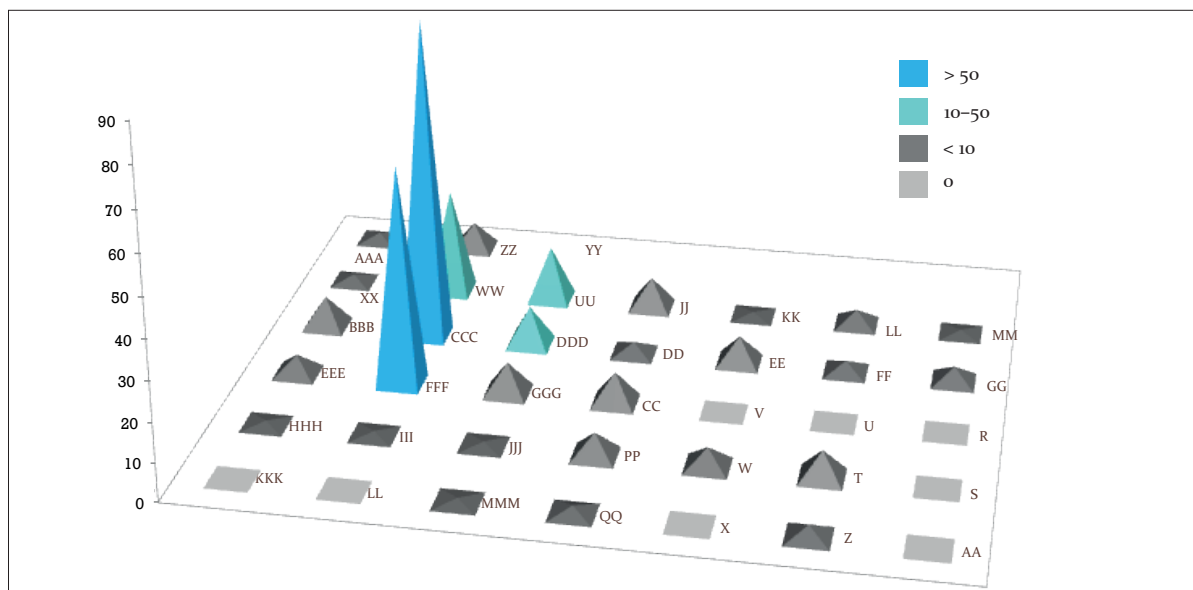 > 50
10–50
< 10
0
90
80
70
60
50
40
30
20
10
0
AAA
ZZ
YY
XX
WW
UU
JJ
KK
LL
MM
BBB
CCC
DDD
DD
EE
FF
GG
EEE
FFF
GGG
CC
V
U
R
HHH
III
JJJ
PP
W
T
S
KKK
LL
MMM
QQ
X
Z
AA